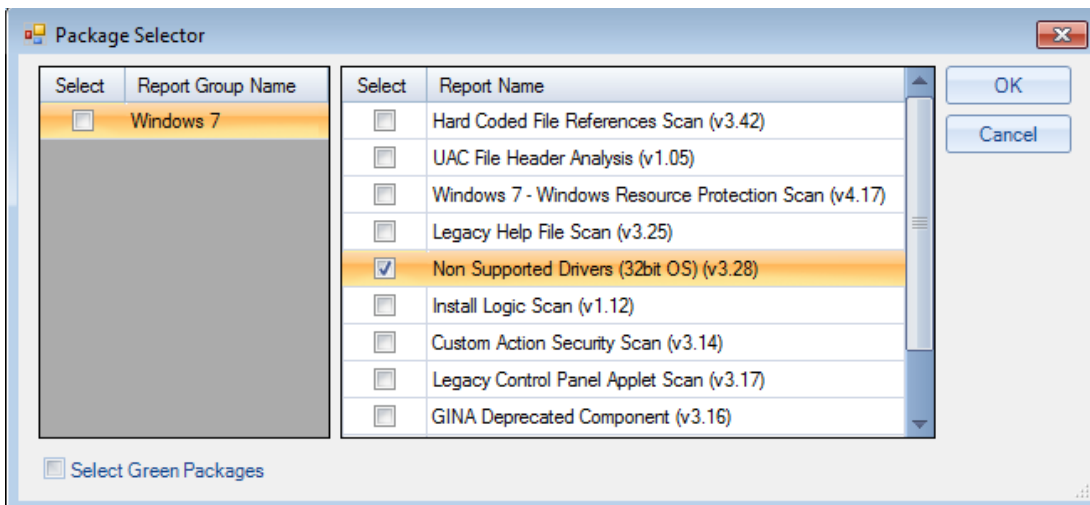 Package Selector
Select Report Group Name
Windows 7
Select Report Name
Hard Coded File References Scan (v3.42)
UAC File Header Analysis (v1.05)
Windows 7 - Windows Resource Protection Scan (v4.17)
Legacy Help File Scan (v3.25)
Non Supported Drivers (32bit OS) (v3.28)
Install Logic Scan (v1.12)
Custom Action Security Scan (v3.14)
Legacy Control Panel Applet Scan (v3.17)
GINA Deprecated Component (v3.16)
OK
Cancel
Select Green Packages